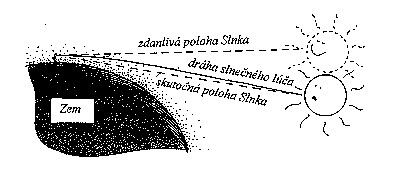 zdanlivá poloha Slnka
dráha slnečného lúča
skutočná poloha Slnka
Zem